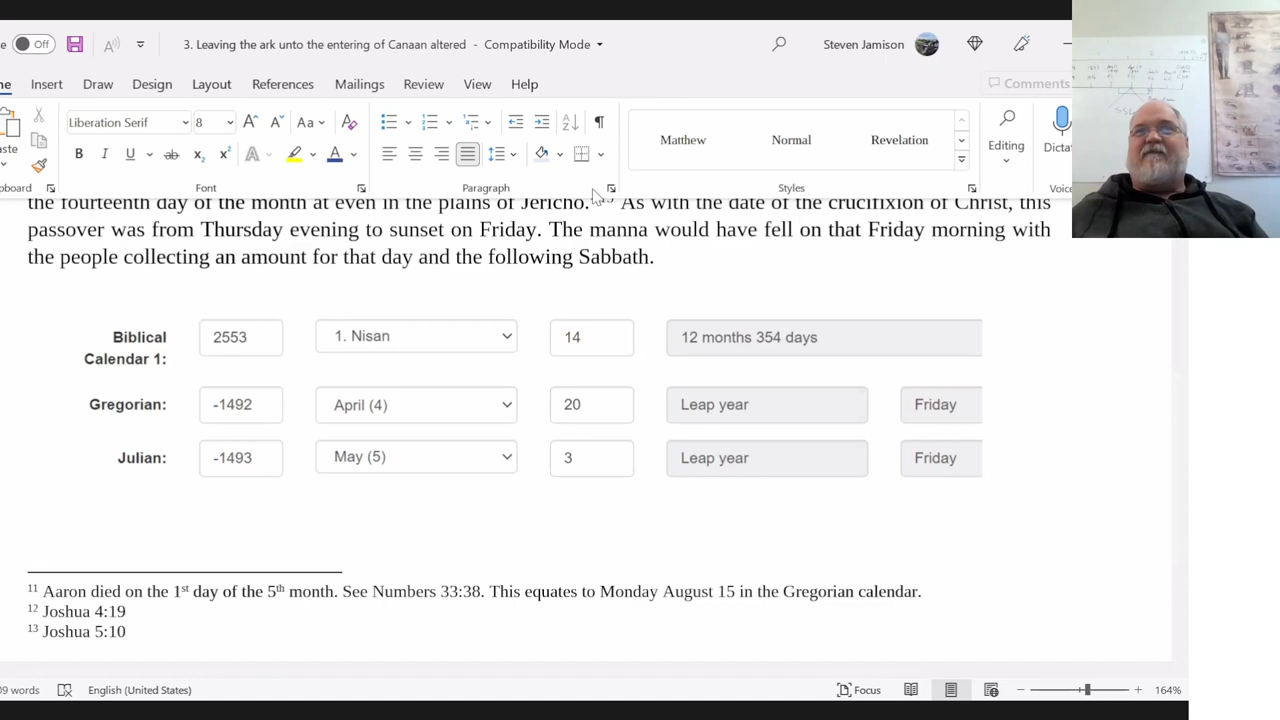 Off
3. Leaving the ark unto the entering of Canaan altered - Compatibility Mode
Steven Jamison
Insert Draw Design Layout References Mailings Review View Help
Comments
Liberation Serif 8 Aa
Matthew Normal Revelation
Editing
Font Paragraph Styles
the fourteenth day of the month at even in the plains of Jericho." As with the date of the crucifixion of Christ, this
passover was from Thursday evening to sunset on Friday. The manna would have fell on that Friday morning with
the people collecting an amount for that day and the following Sabbath.
Biblical Calendar 1: 2553 1. Nisan 14 12 months 354 days
Gregorian: -1492 April (4) 20 Leap year Friday
Julian: -1493 May (5) 3 Leap year Friday
11 Aaron died on the 1st day of the 5th month. See Numbers 33:38. This equates to Monday August 15 in the Gregorian calendar.
12 Joshua 4:19
13 Joshua 5:10
English (United States) Focus 164%